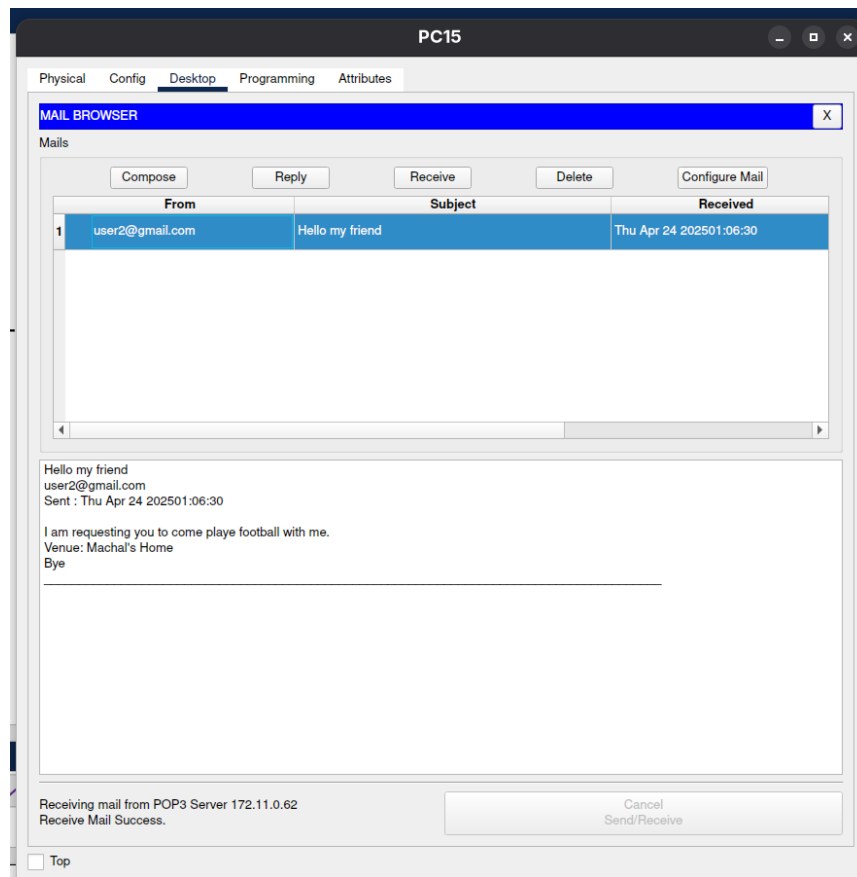 PC15
Physical Config Desktop Programming Attributes
MAIL BROWSER X
Mails
Compose Reply Receive Delete Configure Mail
From Subject Received
1 user2@gmail.com Hello my friend Thu Apr 24 202501:06:30
Hello my friend
user2@gmail.com
Sent : Thu Apr 24 202501:06:30
I am requesting you to come playe football with me.
Venue: Machal's Home
Bye
Receiving mail from POP3 Server 172.11.0.62
Receive Mail Success.
Cancel
Send/Receive
Top